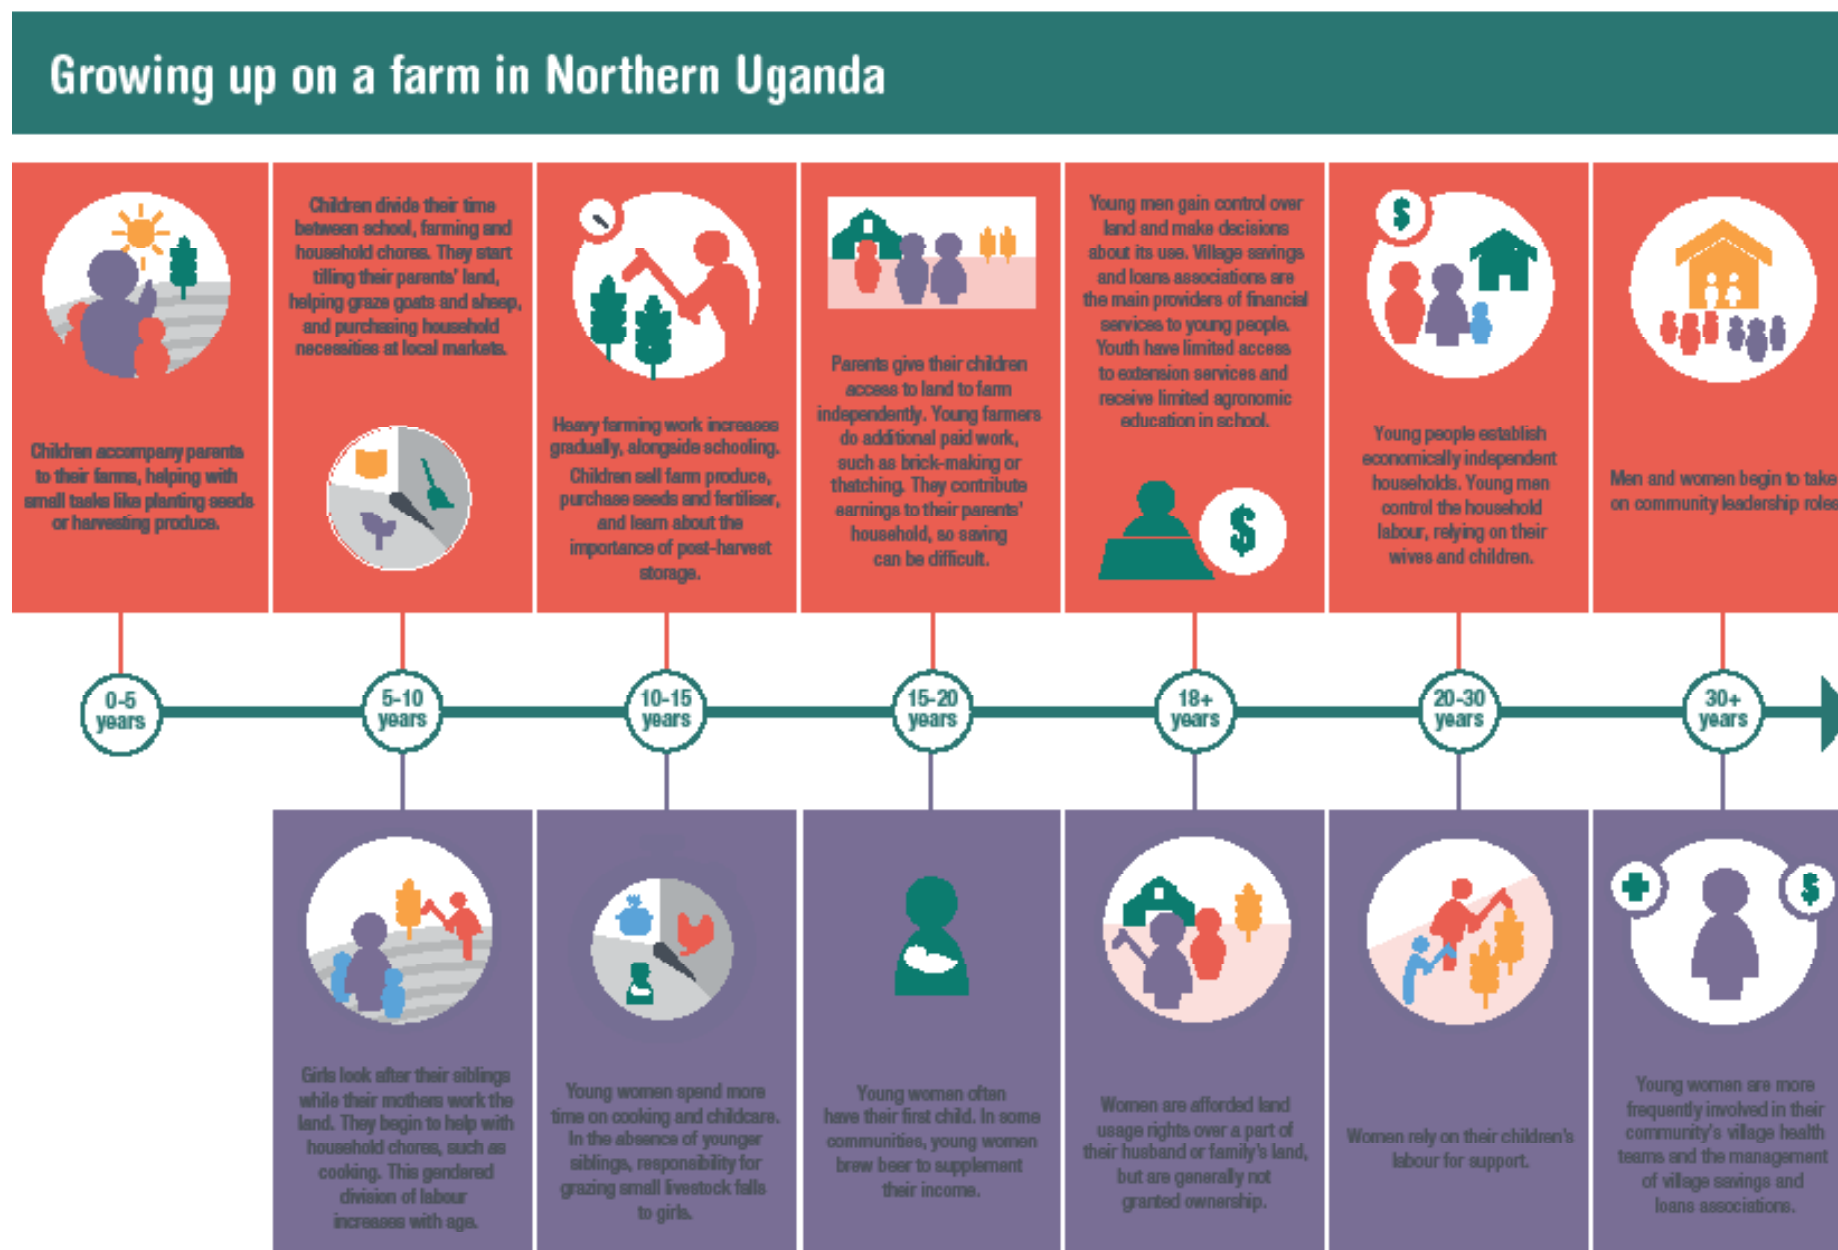 Growing up on a farm in Northern Uganda
Children accompany parents
to their farms, helping with
small tasks like planting seeds
or harvesting produce.
Children divide their time
between school, farming and
household chores. They start
tilling their parents' land,
helping graze goats and sheep,
and purchasing household
necessities at local markets.
Heavy farming work increases
gradually, alongside schooling.
Children sell farm produce,
purchase seeds and fertiliser,
and learn about the
importance of post-harvest
storage.
Parents give their children
access to land to farm
independently. Young farmers
do additional paid work,
such as brick-making or
thatching. They contribute
earnings to their parents'
household, so saving
can be difficult.
Young men gain control over
land and make decisions
about its use. Village savings
and loans associations are
the main providers of financial
services to young people.
Youth have limited access
to extension services and
receive limited agronomic
education in school.
$
$
Young people establish
economically independent
households. Young men
control the household
labour, relying on their
wives and children.
Men and women begin to take
on community leadership roles
0-5
years
5-10
years
10-15
years
15-20
years
18+
years
20-30
years
30+
years
Girls look after their siblings
while their mothers work the
land. They begin to help with
household chores, such as
cooking. This gendered
division of labour
increases with age.
Young women spend more
time on cooking and childcare.
In the absence of younger
siblings, responsibility for
grazing small livestock falls
to girls.
Young women often
have their first child. In some
communities, young women
brew beer to supplement
their income.
Women are afforded land
usage rights over a part of
their husband or family's land,
but are generally not
granted ownership.
Women rely on their children's
labour for support.
$
Young women are more
frequently involved in their
community's village health
teams and the management
of village savings and
loans associations.